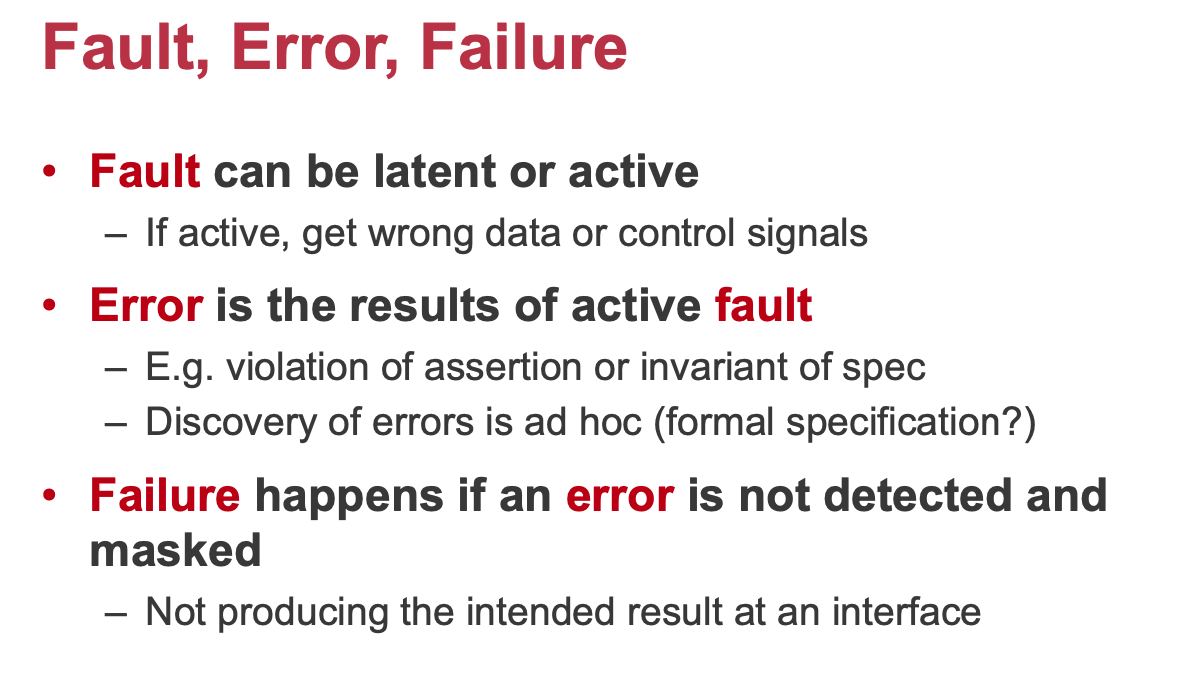 Fault, Error, Failure
• Fault can be latent or active
– If active, get wrong data or control signals
• Error is the results of active fault
– E.g. violation of assertion or invariant of spec
– Discovery of errors is ad hoc (formal specification?)
• Failure happens if an error is not detected and
masked
– Not producing the intended result at an interface